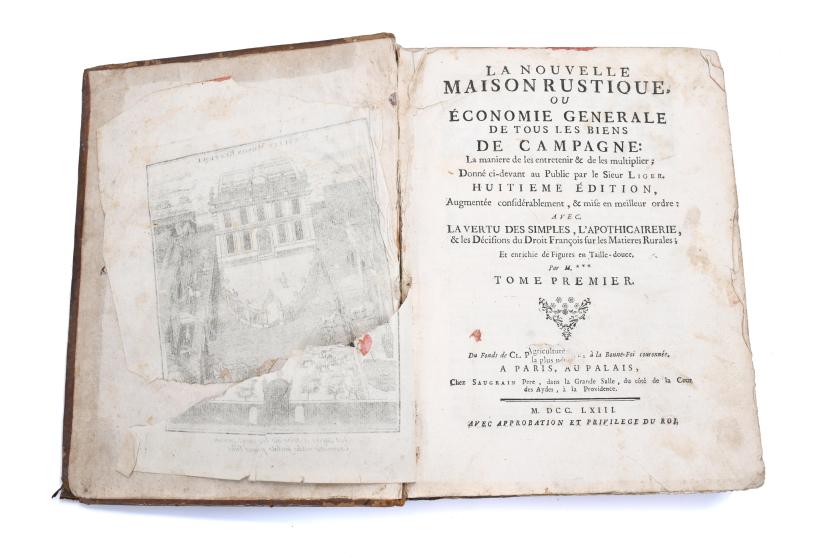 LA NOUVELLE
MAISON RUSTIQUE,
OU
ÉCONOMIE GENERALE
DE TOUS LES BIENS
DE CAMPAGNE:
La maniere de les entretenir & de les multiplier;
Donné ci-devant au Public par le Sieur LIGER.
HUITIEME ÉDITION,
Augmentée considérablement, & mise en meilleur ordre:
AVEC
LA VERTU DES SIMPLES, L'APOTHICAIRERIE,
& les Décisions du Droit François sur les Matieres Rurales;
Et enrichie de Figures en Taille-douce.
Par M. ***
TOME PREMIER.
Agriculture
Du Fonds de CL. P à la Bonne-Foi couronnée.
la plus
A PARIS, AU PALAIS,
Chez SAUGRAIN Pere, dans la Grande Salle, du côté de la Cour
des Aydes, à la Providence.
M. DCC. LXIII.
AVEC APPROBATION ET PRIVILEGE DU ROI.